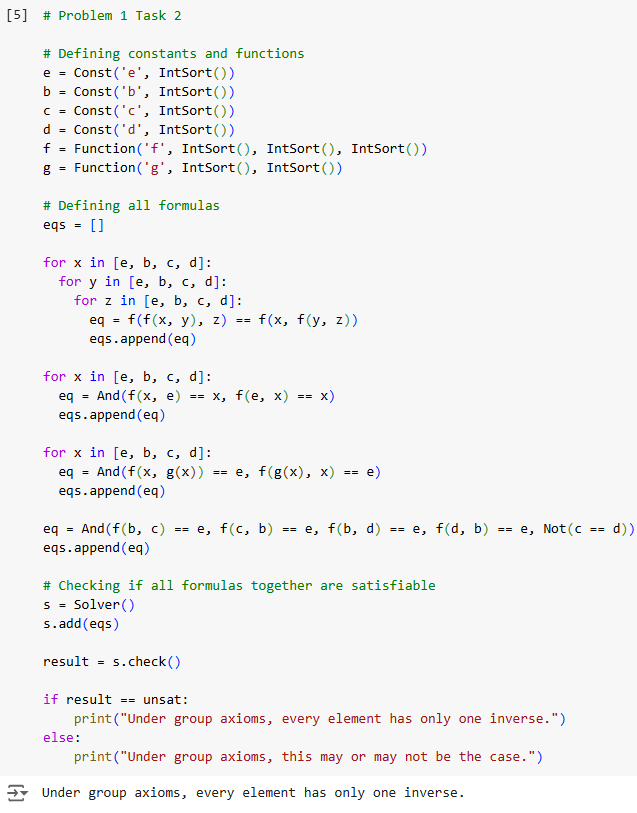 [5] # Problem 1 Task 2

# Defining constants and functions
e = Const('e', IntSort())
b = Const('b', IntSort())
c = Const('c', IntSort())
d = Const('d', IntSort())
f = Function('f', IntSort(), IntSort(), IntSort())
g = Function('g', IntSort(), IntSort())

# Defining all formulas
eqs = []

for x in [e, b, c, d]:
  for y in [e, b, c, d]:
    for z in [e, b, c, d]:
      eq = f(f(x, y), z) == f(x, f(y, z))
      eqs.append(eq)

for x in [e, b, c, d]:
  eq = And(f(x, e) == x, f(e, x) == x)
  eqs.append(eq)

for x in [e, b, c, d]:
  eq = And(f(x, g(x)) == e, f(g(x), x) == e)
  eqs.append(eq)

eq = And(f(b, c) == e, f(c, b) == e, f(b, d) == e, f(d, b) == e, Not(c == d))
eqs.append(eq)

# Checking if all formulas together are satisfiable
s = Solver()
s.add(eqs)

result = s.check()

if result == unsat:
    print("Under group axioms, every element has only one inverse.")
else:
    print("Under group axioms, this may or may not be the case.")

Under group axioms, every element has only one inverse.